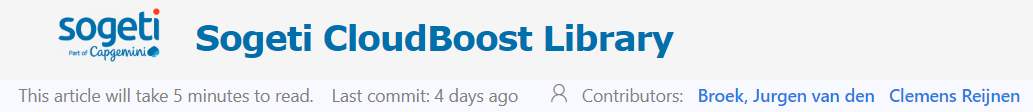 sogeti
Part of Capgemini
Sogeti CloudBoost Library
This article will take 5 minutes to read. Last commit: 4 days ago Contributors: Broek, Jurgen van den Clemens Reijnen